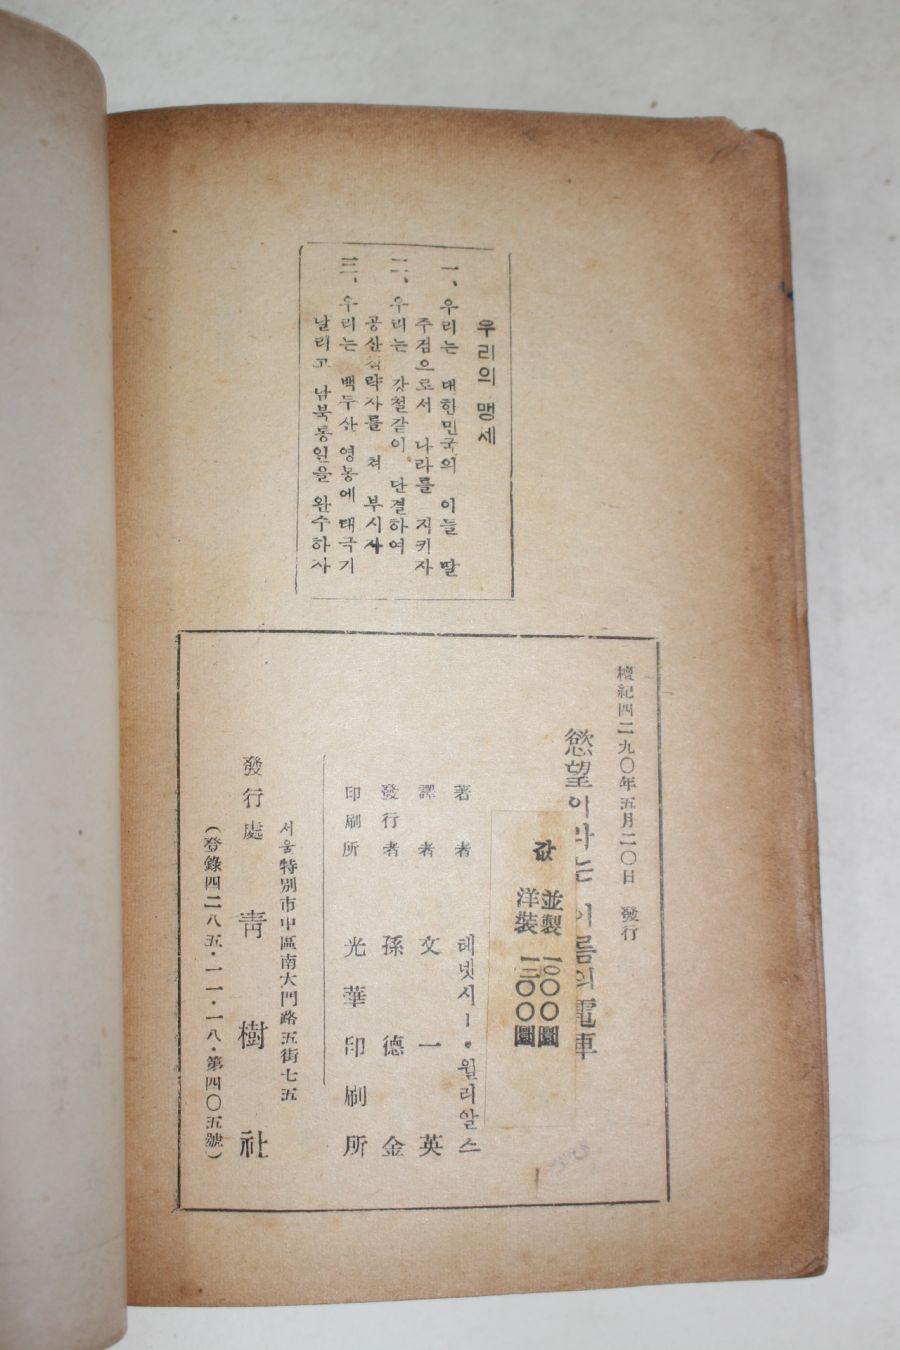 우리의 맹세
一、우리는 대한민국의 아들 딸
주검으로서 나라를 지키자
二、우리는 강철같이 단결하여
공산침략자를 쳐 부시자
三、우리는 백두산 영봉에 태극기
날리고 남북통일을 완수하자
檀紀四二九〇年五月二〇日 發行
慾望이라는 이름의 電車
값 並製 一〇〇〇圜
洋裝 一二〇〇圜
著者 테넷시ー•윌리암스
譯者 文一英
發行者 孫德金
印刷所 光華印刷所
서울特別市中區南大門路五街七五
發行處 靑樹社
(登錄四二八五·一一·一八·第四〇五號)